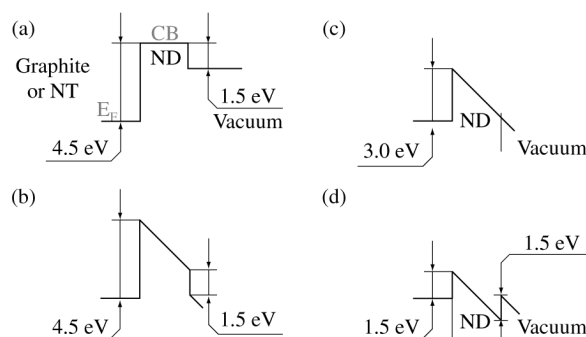 (a)
CB
ND
Graphite
or NT
E_F
1.5 eV
Vacuum
4.5 eV
(c)
ND
3.0 eV
Vacuum
(b)
4.5 eV
1.5 eV
(d)
1.5 eV
1.5 eV
ND
Vacuum